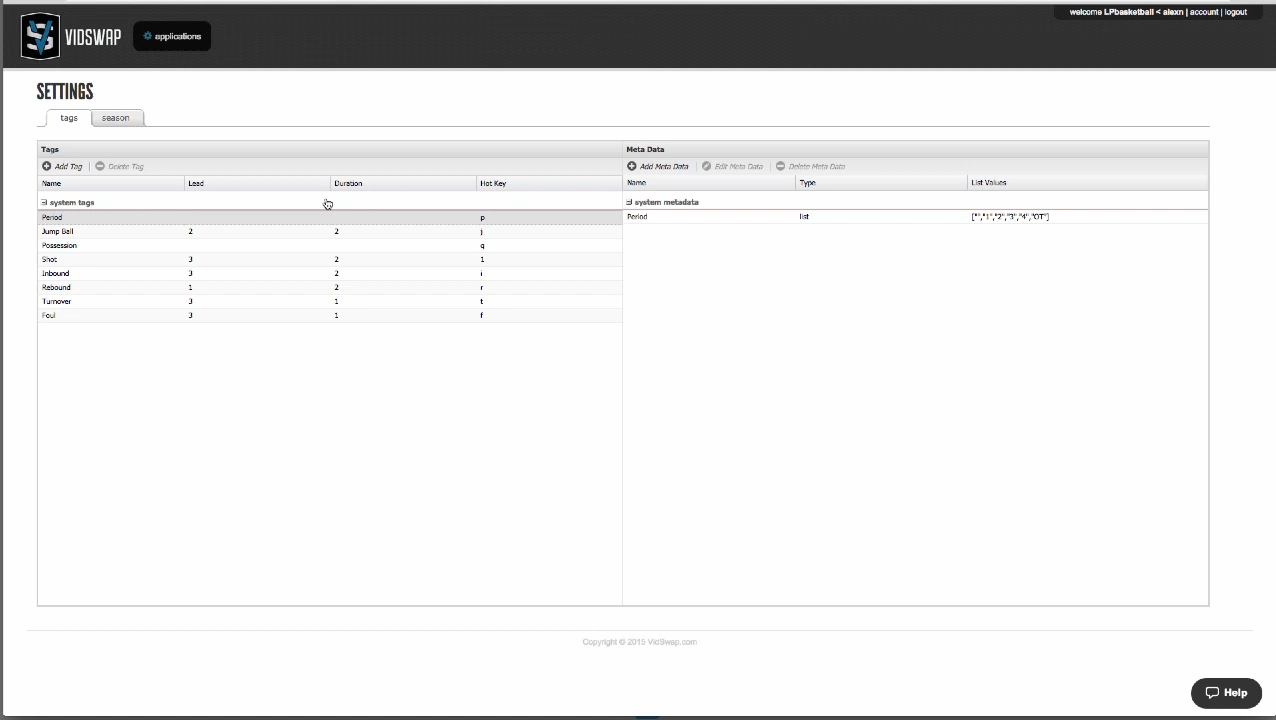 welcome LPbasketball < alexn | account | logout
VIDSWAP
applications
SETTINGS
tags season
Tags
Add Tag Delete Tag
Name Lead Duration Hot Key
system tags
Period p
Jump Ball 2 2 j
Possession q
Shot 3 2 1
Inbound 3 2 i
Rebound 1 2 r
Turnover 3 1 t
Foul 3 1 f
Meta Data
Add Meta Data Edit Meta Data Delete Meta Data
Name Type List Values
system metadata
Period list ["","1","2","3","4","OT"]
Copyright © 2015 VidSwap.com
Help